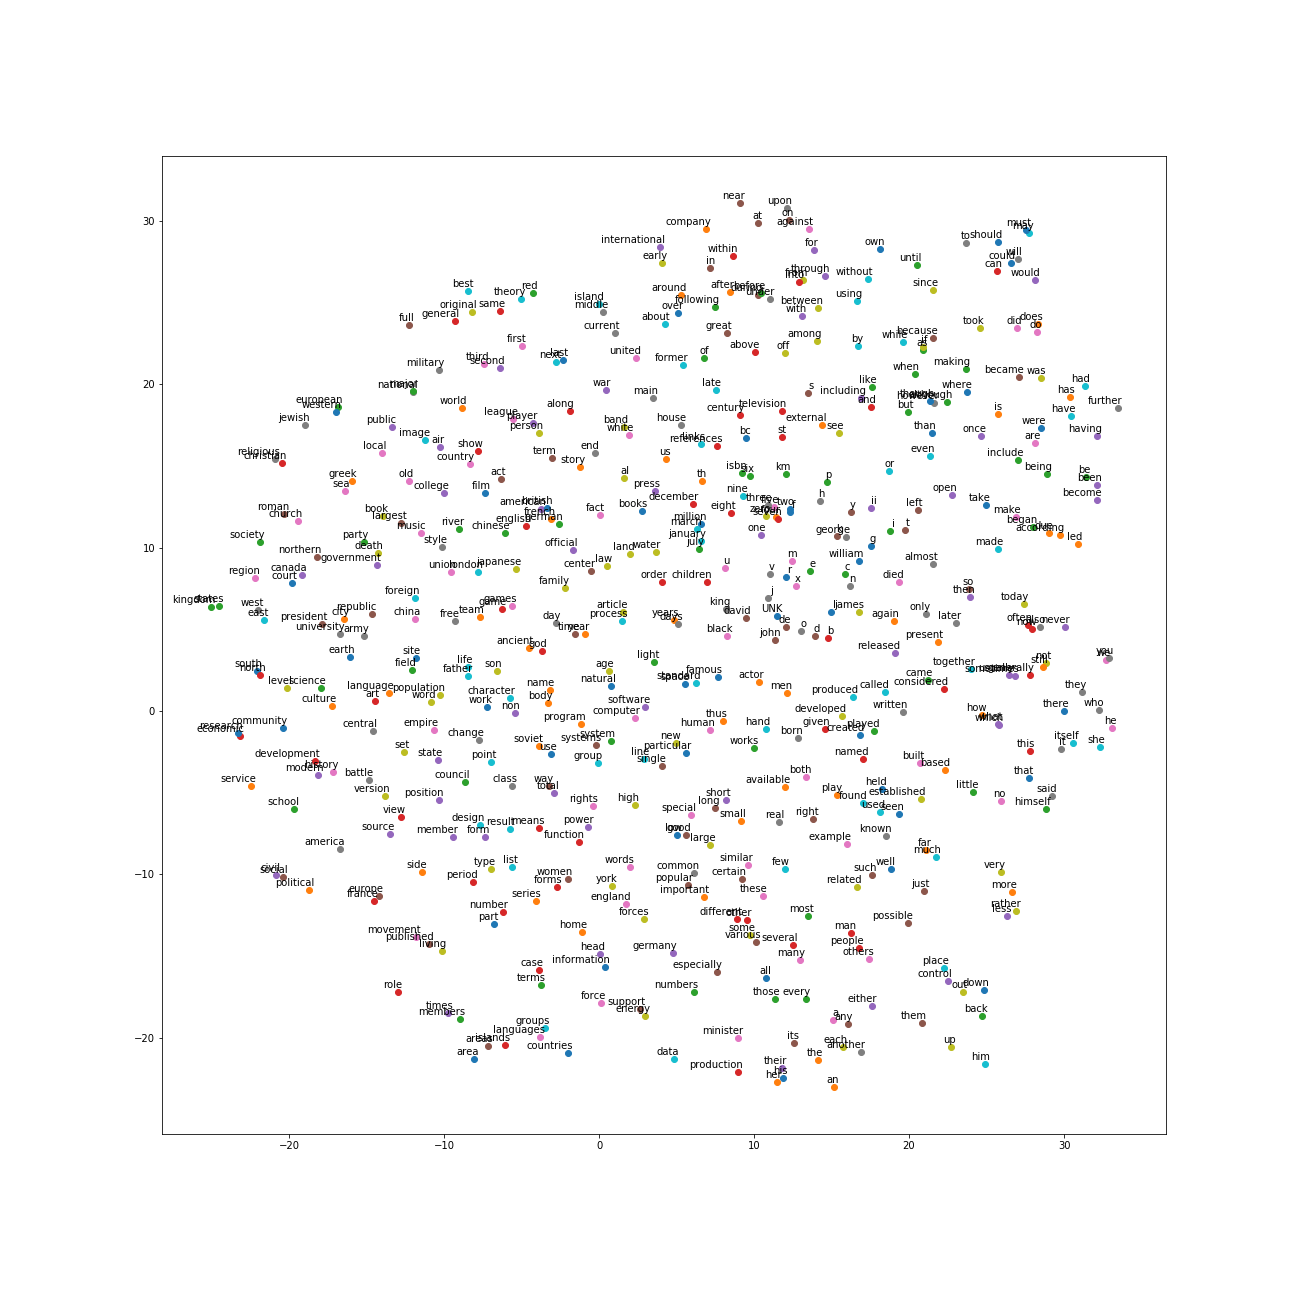 near
upon
at
on
company
against
international
for
own
must
may
should
to
within
early
in
until
will
could
can
would
through
without
into
since
best
theory
red
around
after
before
under
using
island
middle
following
over
between
with
original
same
general
full
about
current
great
among
off
by
while
because
if
as
took
did
does
do
first
next
last
united
former
of
above
third
second
military
when
making
became
was
where
had
has
have
further
major
national
war
main
late
s
like
including
and
but
european
western
jewish
world
along
league
player
person
band
white
house
century
television
external
see
bc
st
than
once
is
were
are
having
public
image
air
local
show
country
term
end
story
us
links
references
religious
christian
even
include
or
being
be
been
become
greek
sea
old
act
al
th
isbn
six
km
p
college
film
press
nine
three
h
open
take
roman
church
book
largest
music
american
british
french
english
german
fact
books
december
million
march
eight
two
zero
seven
y
ii
left
make
began
according
led
society
party
death
river
chinese
style
official
land
water
january
july
one
george
g
i
t
made
northern
government
canada
court
region
union
london
japanese
center
law
family
order
children
u
v
m
r
x
e
william
c
n
almost
died
so
then
kingdom
states
west
east
foreign
china
republic
president
city
university
army
free
team
game
games
day
time
year
article
process
years
days
king
black
david
j
UNK
de
john
o
d
b
james
again
only
later
today
often
never
present
released
earth
south
north
site
field
life
father
ancient
god
son
age
natural
light
famous
space
actor
men
together
not
still
you
came
considered
called
produced
they
level
science
culture
language
art
population
word
character
work
name
body
non
software
computer
program
human
thus
hand
born
developed
given
created
played
written
how
which
there
who
he
she
itself
it
community
research
economic
central
empire
change
set
state
soviet
use
systems
system
group
line
new
particular
single
works
named
built
based
this
that
development
modern
history
battle
service
version
position
council
point
class
way
total
available
both
play
found
held
used
seen
established
little
no
said
himself
school
view
source
member
design
form
result
means
function
rights
power
high
special
short
long
small
real
right
example
known
low
good
large
far
much
america
civil
social
political
side
type
list
period
women
forms
words
york
common
popular
important
similar
certain
these
few
such
well
related
just
very
more
rather
less
europe
france
movement
published
living
number
part
series
england
forces
home
different
other
some
various
several
many
most
man
people
others
possible
head
information
germany
especially
all
case
terms
role
place
control
out
down
back
times
members
force
support
energy
numbers
those
every
either
a
any
them
groups
languages
islands
areas
area
countries
data
minister
production
its
the
each
another
their
his
her
an
up
him
30
20
10
0
−10
−20
−20
−10
0
10
20
30